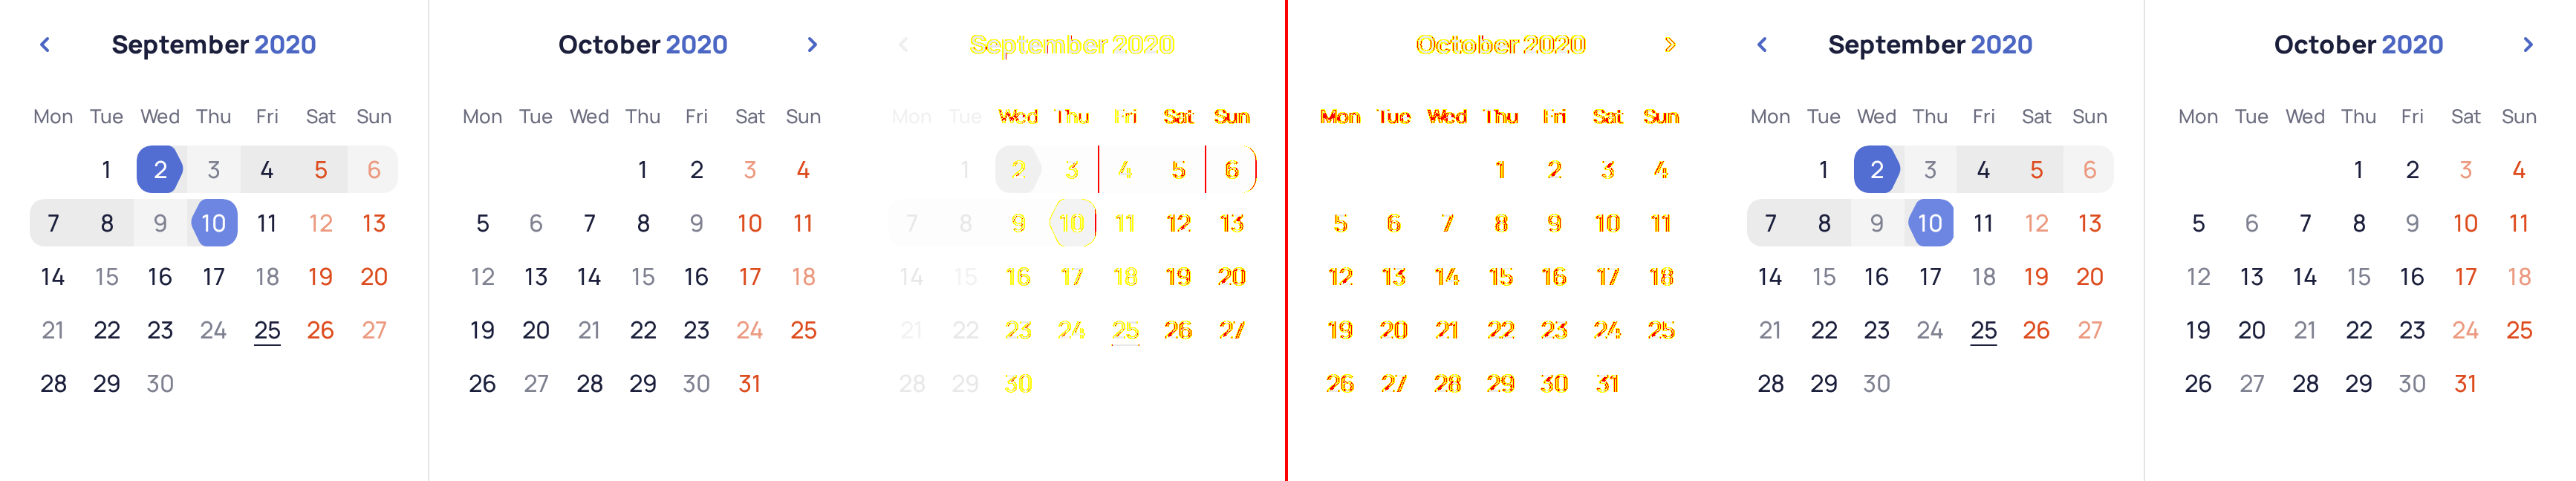 September 2020 October 2020 September 2020 October 2020 September 2020 October 2020
Mon Tue Wed Thu Fri Sat Sun Mon Tue Wed Thu Fri Sat Sun Mon Tue Wed Thu Fri Sat Sun Mon Tue Wed Thu Fri Sat Sun Mon Tue Wed Thu Fri Sat Sun Mon Tue Wed Thu Fri Sat Sun
1 2 3 4 5 6 1 2 3 4 1 2 3 4 5 6 1 2 3 4 1 2 3 4 5 6 1 2 3 4
7 8 9 10 11 12 13 5 6 7 8 9 10 11 7 8 9 10 11 12 13 5 6 7 8 9 10 11 7 8 9 10 11 12 13 5 6 7 8 9 10 11
14 15 16 17 18 19 20 12 13 14 15 16 17 18 14 15 16 17 18 19 20 12 13 14 15 16 17 18 14 15 16 17 18 19 20 12 13 14 15 16 17 18
21 22 23 24 25 26 27 19 20 21 22 23 24 25 21 22 23 24 25 26 27 19 20 21 22 23 24 25 21 22 23 24 25 26 27 19 20 21 22 23 24 25
28 29 30 26 27 28 29 30 31 28 29 30 26 27 28 29 30 31 28 29 30 26 27 28 29 30 31